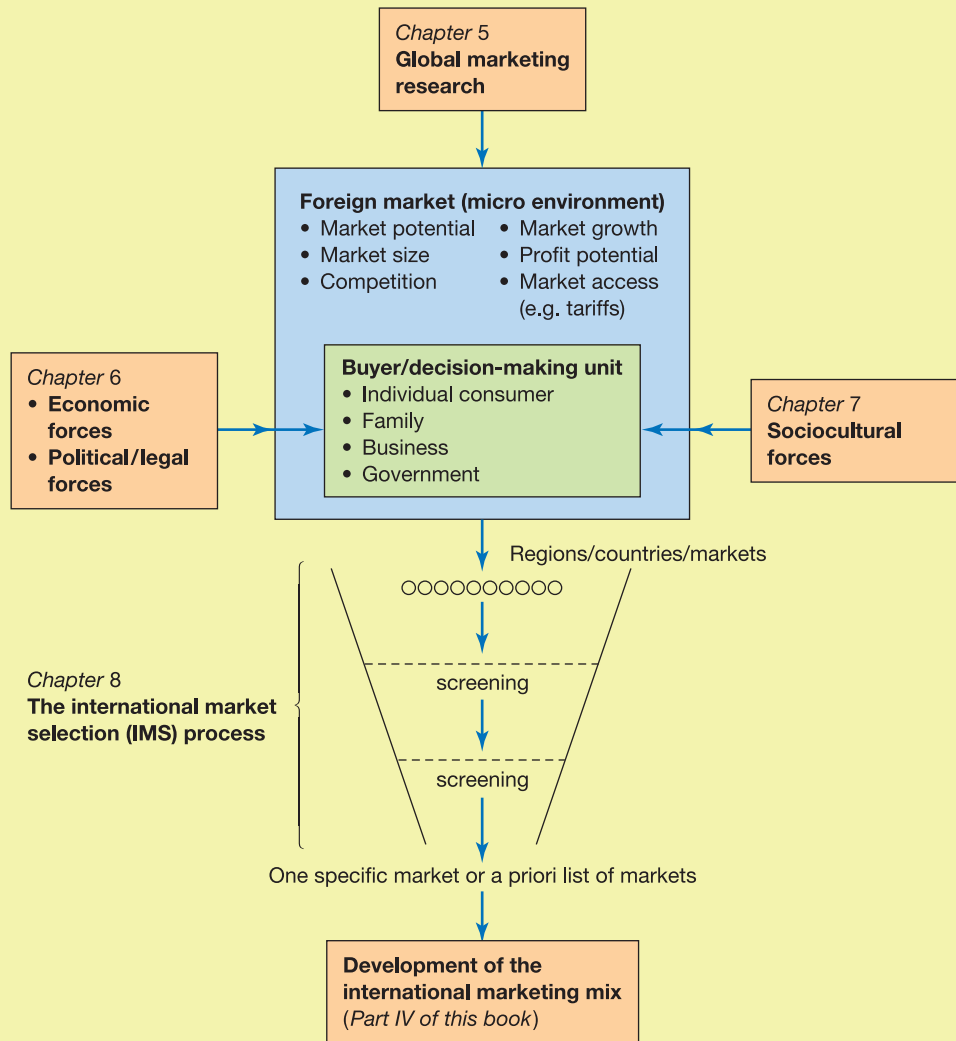 Chapter 5
Global marketing
research
Foreign market (micro environment)
• Market potential
• Market size
• Competition
• Market growth
• Profit potential
• Market access
(e.g. tariffs)
Chapter 6
• Economic
forces
• Political/legal
forces
Buyer/decision-making unit
• Individual consumer
• Family
• Business
• Government
Chapter 7
Sociocultural
forces
Regions/countries/markets
screening
Chapter 8
The international market
selection (IMS) process
screening
One specific market or a priori list of markets
Development of the
international marketing mix
(Part IV of this book)